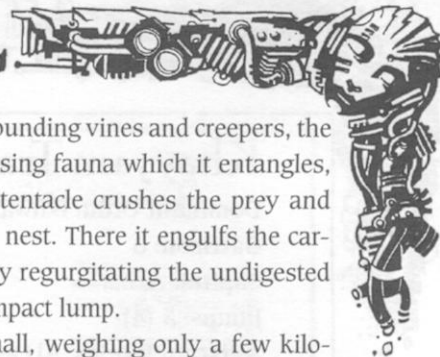 ounding vines and creepers, the
sing fauna which it entangles,
tentacle crushes the prey and
nest. There it engulfs the car-
y regurgitating the undigested
mpact lump.
all, weighing only a few kilo-